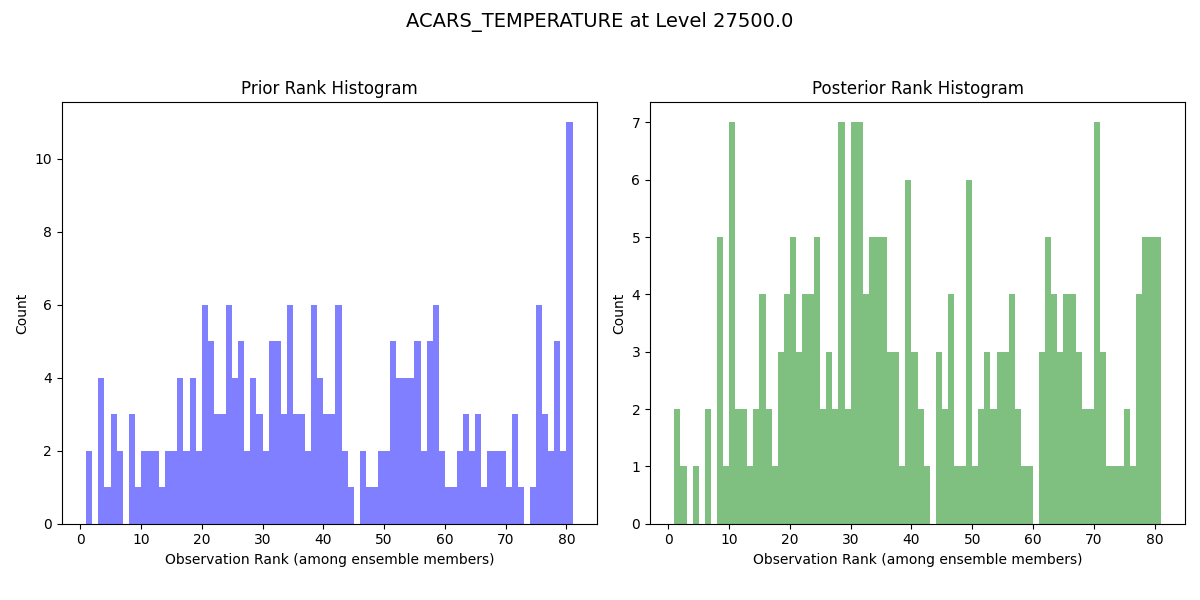 ACARS_TEMPERATURE at Level 27500.0
Prior Rank Histogram
Count
10
8
6
4
2
0
0 10 20 30 40 50 60 70 80
Observation Rank (among ensemble members)
Posterior Rank Histogram
Count
7
6
5
4
3
2
1
0
0 10 20 30 40 50 60 70 80
Observation Rank (among ensemble members)